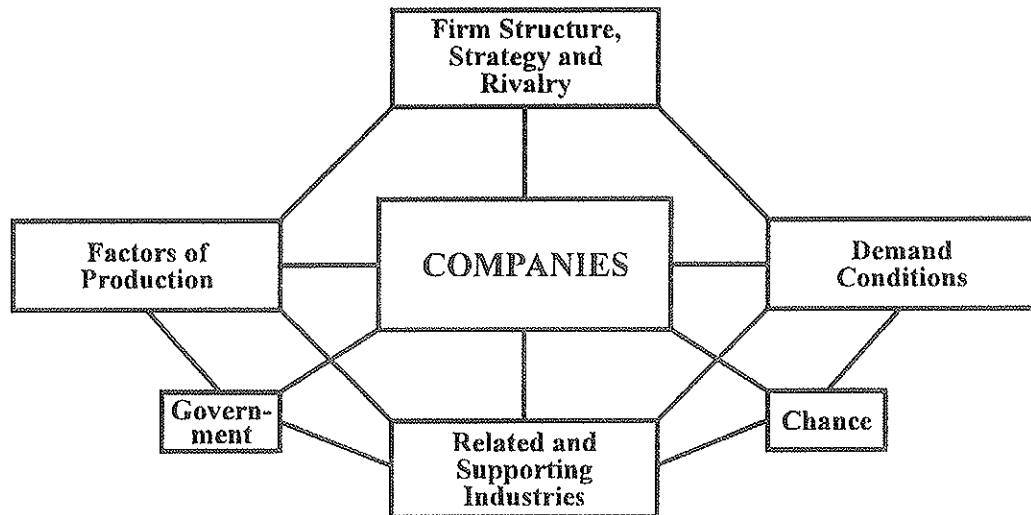 Firm Structure,
Strategy and
Rivalry
Factors of
Production
COMPANIES
Demand
Conditions
Govern-
ment
Related and
Supporting
Industries
Chance